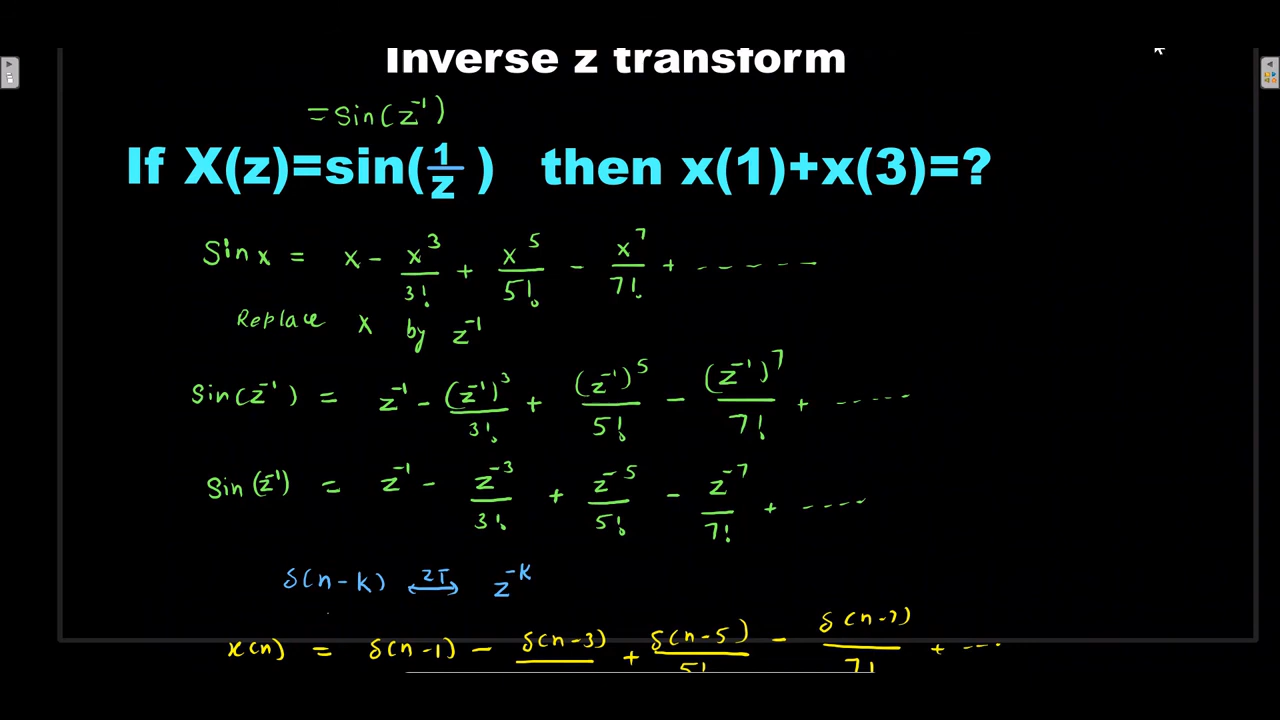 Inverse z transform
= Sin(z⁻¹)
If X(z)=sin(1/z) then x(1)+x(3)=?
Sin x = x - x³/3! + x⁵/5! - x⁷/7! + ------
Replace x by z⁻¹
Sin(z⁻¹) = z⁻¹ - (z⁻¹)³/3! + (z⁻¹)⁵/5! - (z⁻¹)⁷/7! + -----
Sin(z⁻¹) = z⁻¹ - z⁻³/3! + z⁻⁵/5! - z⁻⁷/7! + ----
δ(n-k) ⟷ZT z⁻ᴷ
x(n) = δ(n-1) - δ(n-3) + δ(n-5)/5! - δ(n-7)/7! + ---